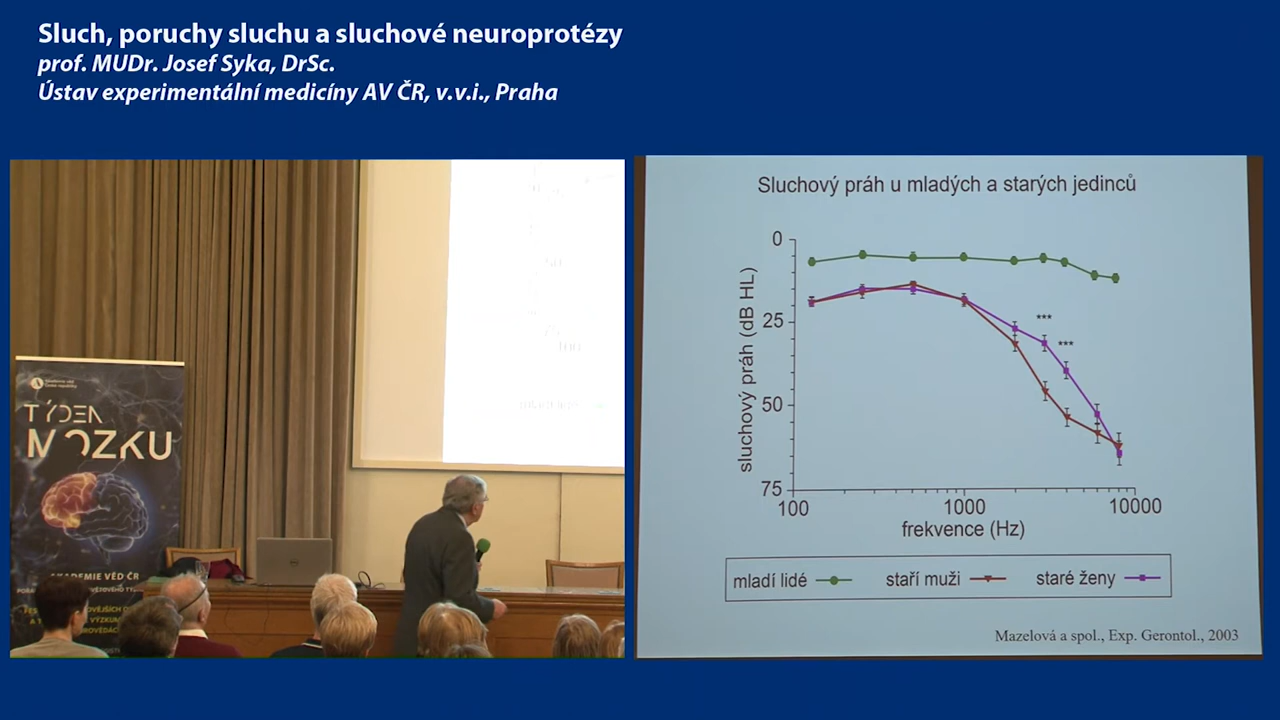 Sluch, poruchy sluchu a sluchové neuroprotézy
prof. MUDr. Josef Syka, DrSc.
Ústav experimentální medicíny AV ČR, v.v.i., Praha
TÝDEN
MOZKU
AKADEMIE VĚD ČR
Sluchový práh u mladých a starých jedinců
sluchový práh (dB HL)
0
25
50
75
***
***
100
1000
10000
frekvence (Hz)
mladí lidé
staří muži
staré ženy
Mazelová a spol., Exp. Gerontol., 2003